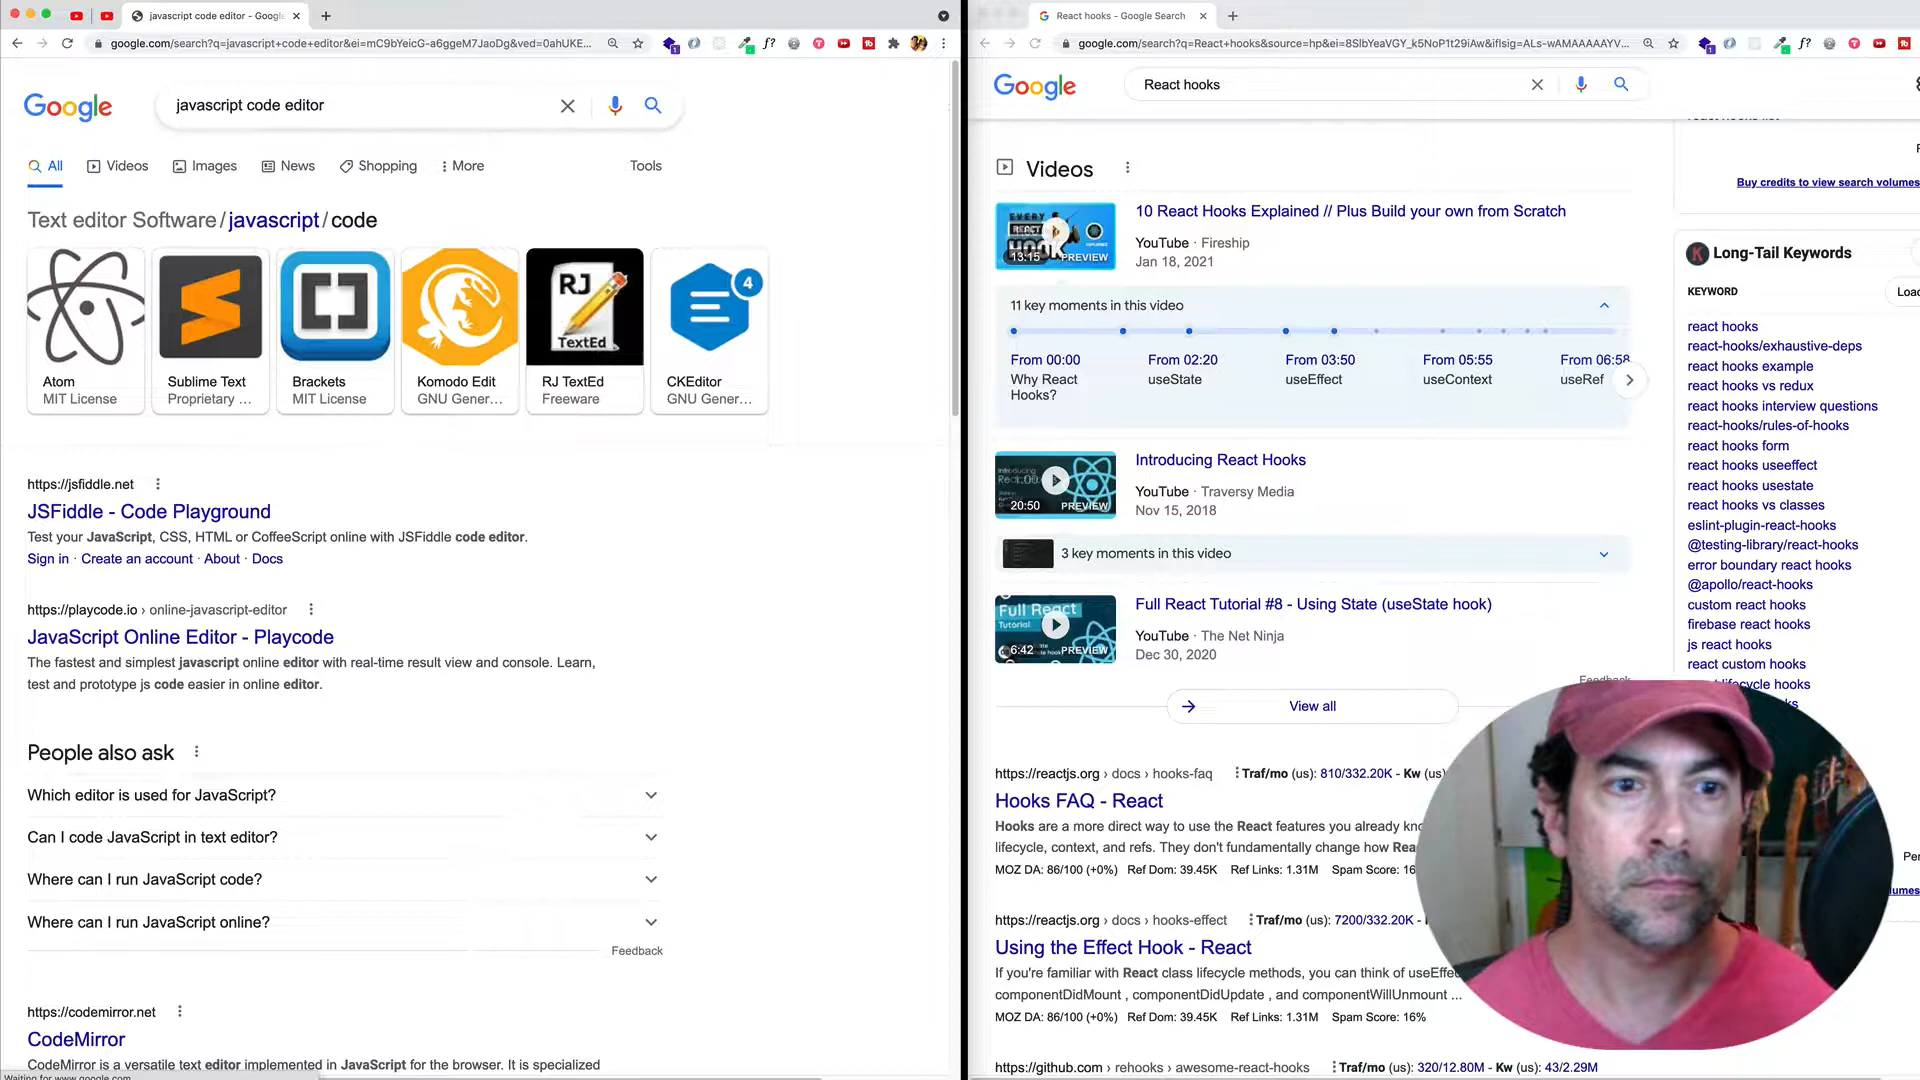 javascript code editor - Google
google.com/search?q=javascript+code+editor&ei=mC9bYeicG-a6ggeM7JaoDg&ved=0ahUKE...
Google
javascript code editor
All
Videos
Images
News
Shopping
More
Tools
Text editor Software/javascript/code
RJ
TextEd
4
Atom
MIT License
Sublime Text
Proprietary ...
Brackets
MIT License
Komodo Edit
GNU Gener...
RJ TextEd
Freeware
CKEditor
GNU Gener...
https://jsfiddle.net
JSFiddle - Code Playground
Test your JavaScript, CSS, HTML or CoffeeScript online with JSFiddle code editor.
Sign in · Create an account · About · Docs
https://playcode.io › online-javascript-editor
JavaScript Online Editor - Playcode
The fastest and simplest javascript online editor with real-time result view and console. Learn,
test and prototype js code easier in online editor.
People also ask
Which editor is used for JavaScript?
Can I code JavaScript in text editor?
Where can I run JavaScript code?
Where can I run JavaScript online?
Feedback
https://codemirror.net
CodeMirror
CodeMirror is a versatile text editor implemented in JavaScript for the browser. It is specialized
Waiting for www.google.com
React hooks - Google Search
google.com/search?q=React+hooks&source=hp&ei=8SlbYeaVGY_k5NoP1t29iAw&iflsig=ALs-wAMAAAAAYV...
Google
React hooks
Videos
EVERY
REACT
HOOK
13:15 PREVIEW
10 React Hooks Explained // Plus Build your own from Scratch
YouTube · Fireship
Jan 18, 2021
11 key moments in this video
From 00:00
Why React
Hooks?
From 02:20
useState
From 03:50
useEffect
From 05:55
useContext
From 06:58
useRef
20:50 PREVIEW
Introducing React Hooks
YouTube · Traversy Media
Nov 15, 2018
3 key moments in this video
Full React
Tutorial
6:42 PREVIEW
Full React Tutorial #8 - Using State (useState hook)
YouTube · The Net Ninja
Dec 30, 2020
Feedback
View all
https://reactjs.org › docs › hooks-faq
Traf/mo (us): 810/332.20K - Kw (us)
Hooks FAQ - React
Hooks are a more direct way to use the React features you already
lifecycle, context, and refs. They don't fundamentally change how
MOZ DA: 86/100 (+0%) Ref Dom: 39.45K Ref Links: 1.31M Spam Score: 16
https://reactjs.org › docs › hooks-effect
Traf/mo (us): 7200/332.20K -
Using the Effect Hook - React
If you're familiar with React class lifecycle methods, you can think of
componentDidMount , componentDidUpdate , and componentWillUnmount ...
MOZ DA: 86/100 (+0%) Ref Dom: 39.45K Ref Links: 1.31M Spam Score: 16%
https://github.com › rehooks › awesome-react-hooks
Traf/mo (us): 320/12.80M - Kw (us): 43/2.29M
Buy credits to view search volumes
Long-Tail Keywords
KEYWORD
react hooks
react-hooks/exhaustive-deps
react hooks example
react hooks vs redux
react hooks interview questions
react-hooks/rules-of-hooks
react hooks form
react hooks useeffect
react hooks usestate
react hooks vs classes
eslint-plugin-react-hooks
@testing-library/react-hooks
error boundary react hooks
@apollo/react-hooks
custom react hooks
firebase react hooks
js react hooks
react custom hooks
lifecycle hooks